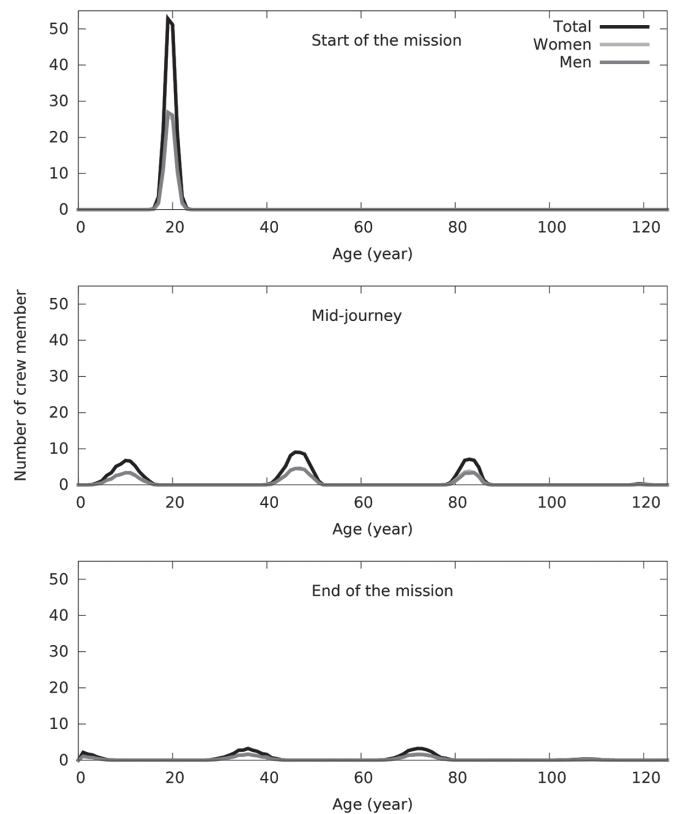 Start of the mission
Total
Women
Men
50
40
30
20
10
0
0 20 40 60 80 100 120
Age (year)
Number of crew member
Mid-journey
50
40
30
20
10
0
0 20 40 60 80 100 120
Age (year)
End of the mission
50
40
30
20
10
0
0 20 40 60 80 100 120
Age (year)